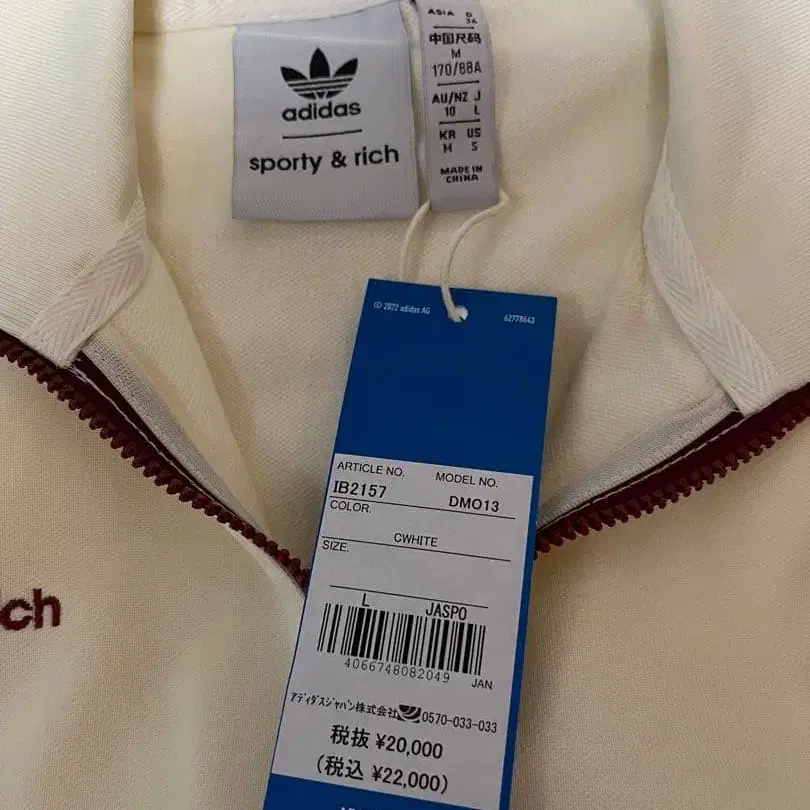 adidas
sporty & rich
ASIA D
34
中国尺码
M
170/88A
AU/NZ J
10 L
KR US
M S
MADE IN
CHINA
© 2022 adidas AG
62778643
ARTICLE NO. MODEL NO.
IB2157 DMO13
COLOR.
CWHITE
SIZE.
L JASPO
4066748082049
JAN
アディダスジャパン株式会社 0570-033-033
税抜 ¥20,000
(税込 ¥22,000)
ich